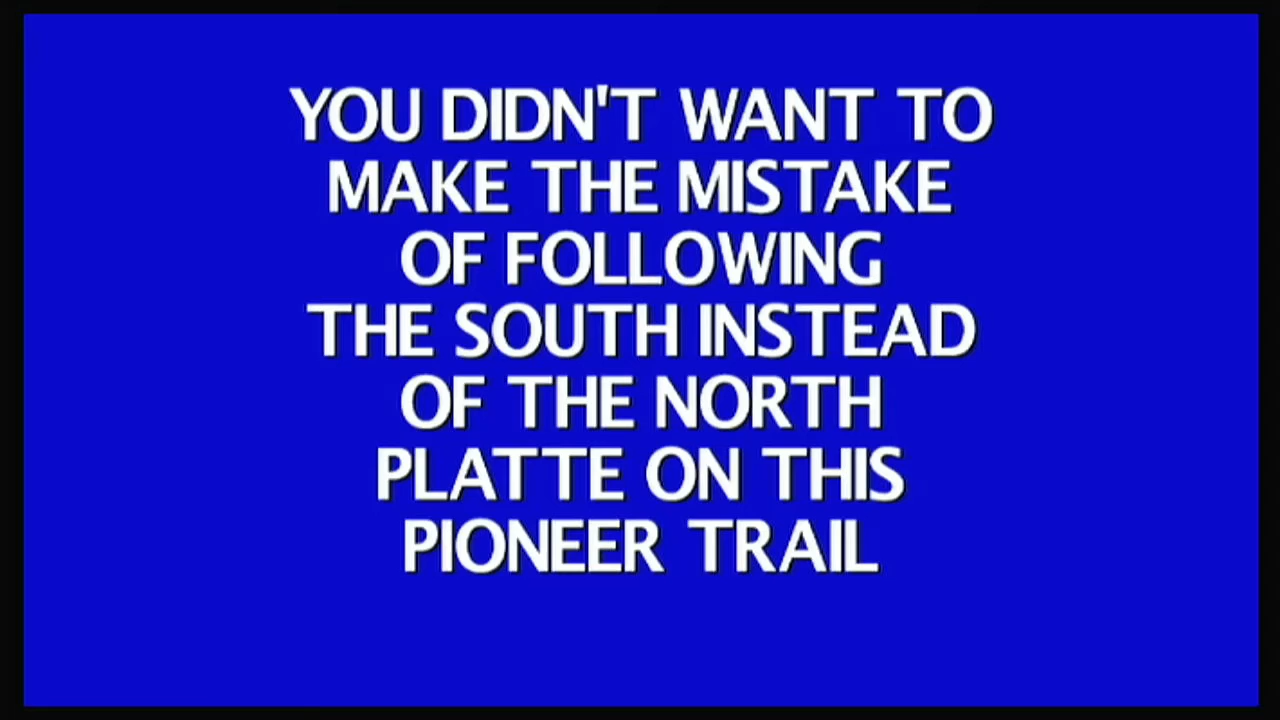 YOU DIDN'T WANT TO
MAKE THE MISTAKE
OF FOLLOWING
THE SOUTH INSTEAD
OF THE NORTH
PLATTE ON THIS
PIONEER TRAIL